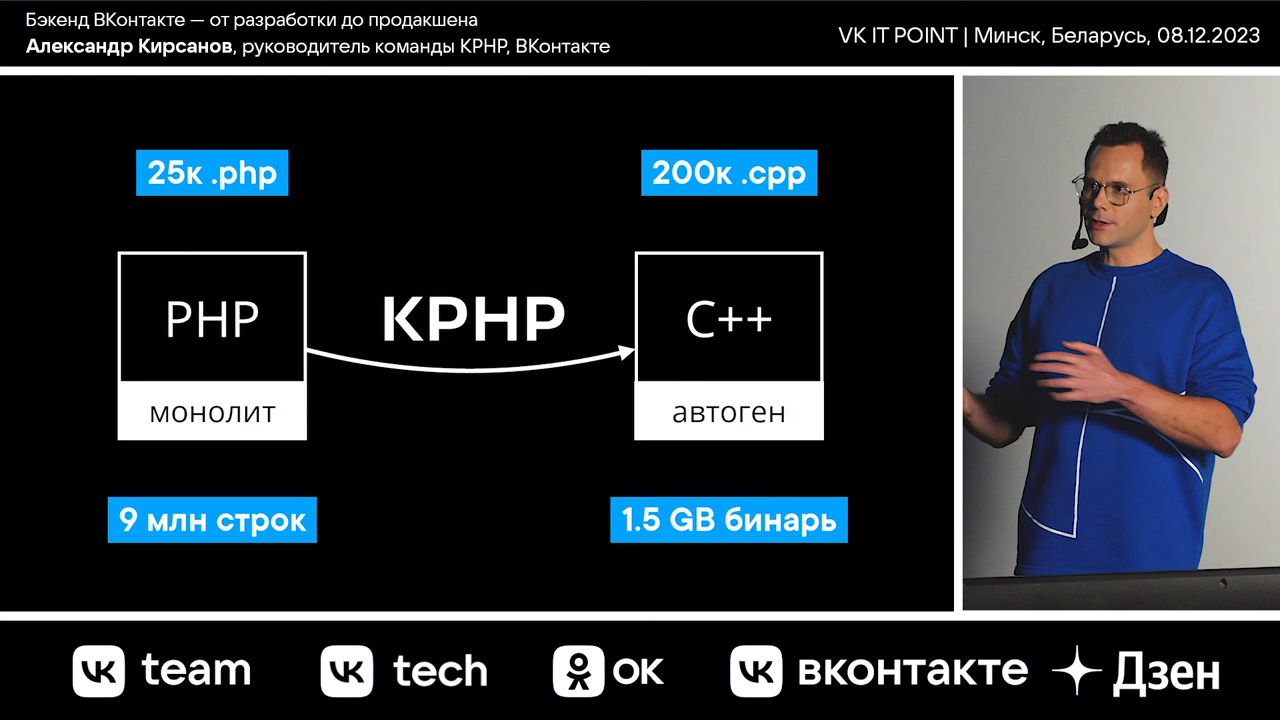 Бэкенд ВКонтакте — от разработки до продакшена
Александр Кирсанов, руководитель команды KPHP, ВКонтакте
VK IT POINT | Минск, Беларусь, 08.12.2023
25к .php
200к .cpp
PHP
KPHP
C++
монолит
автоген
9 млн строк
1.5 GB бинарь
team
tech
ок
вконтакте
Дзен